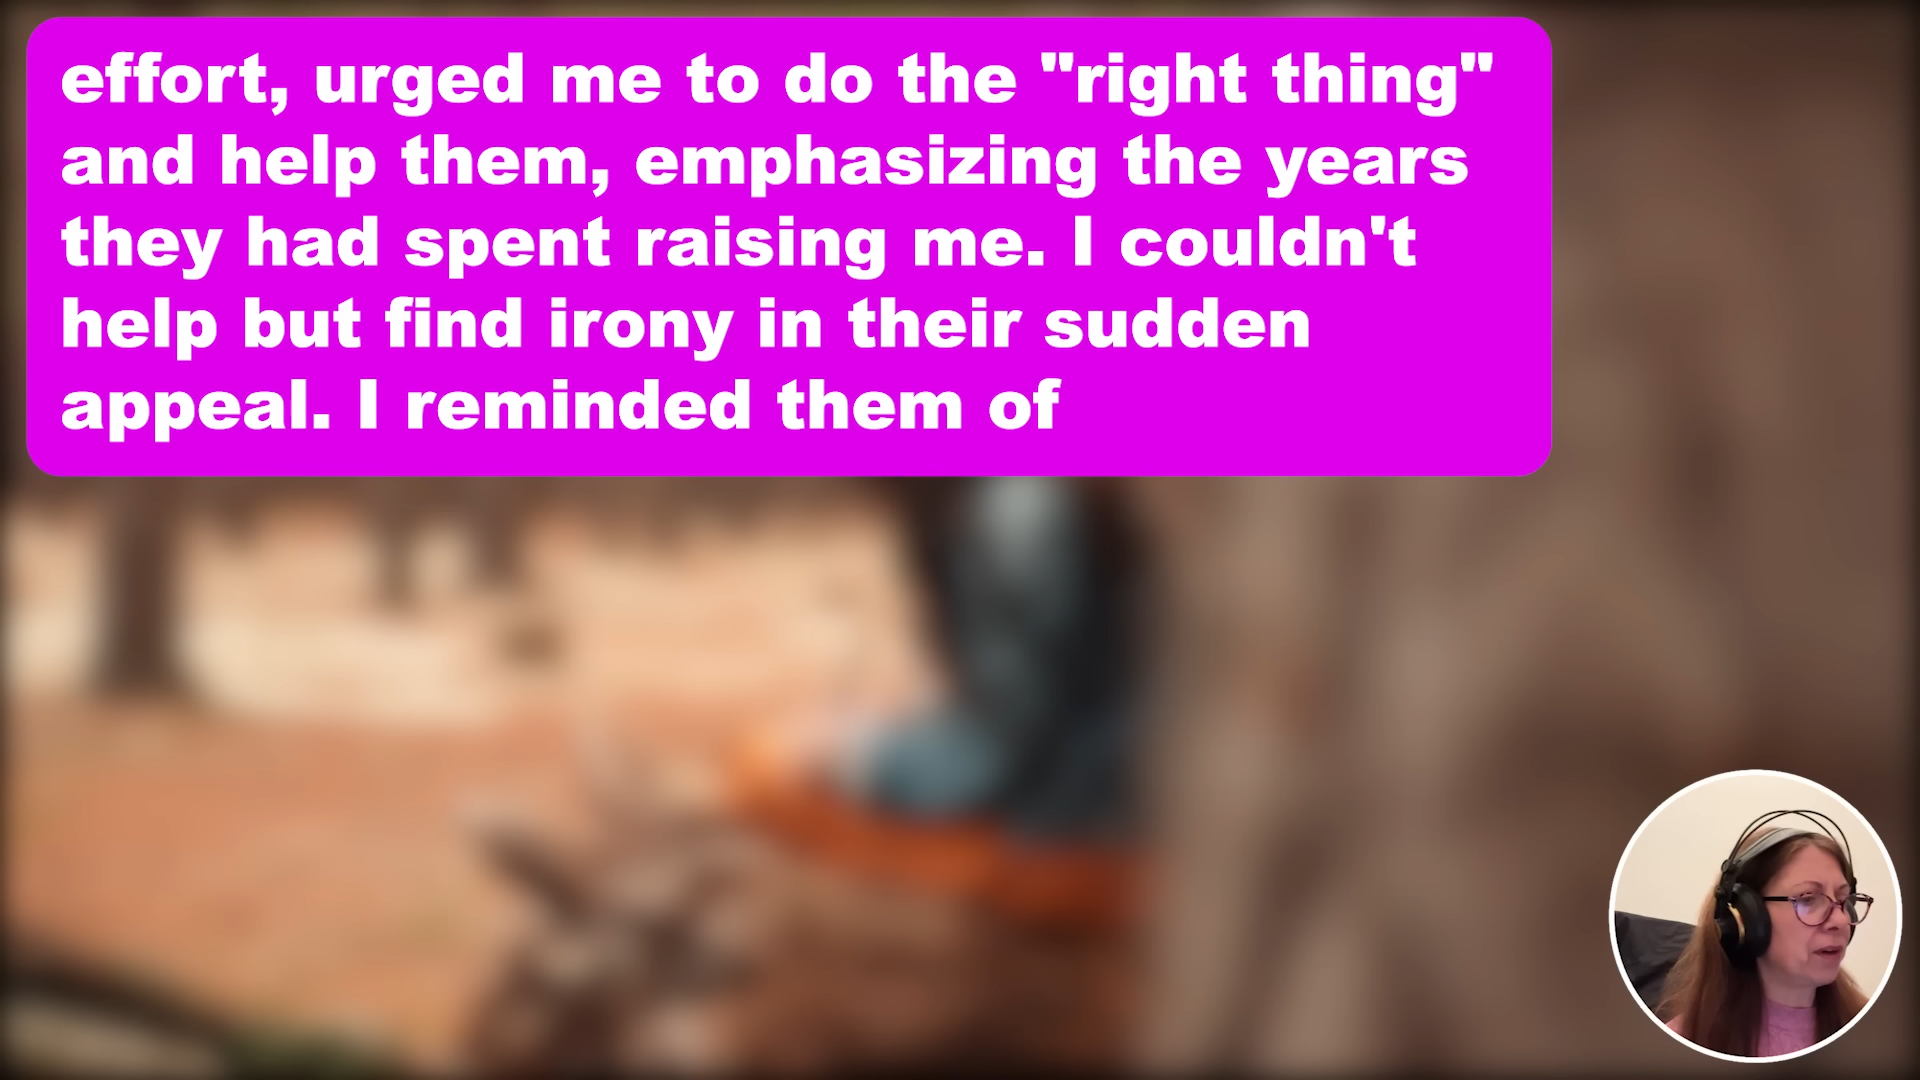 effort, urged me to do the "right thing"
and help them, emphasizing the years
they had spent raising me. I couldn't
help but find irony in their sudden
appeal. I reminded them of